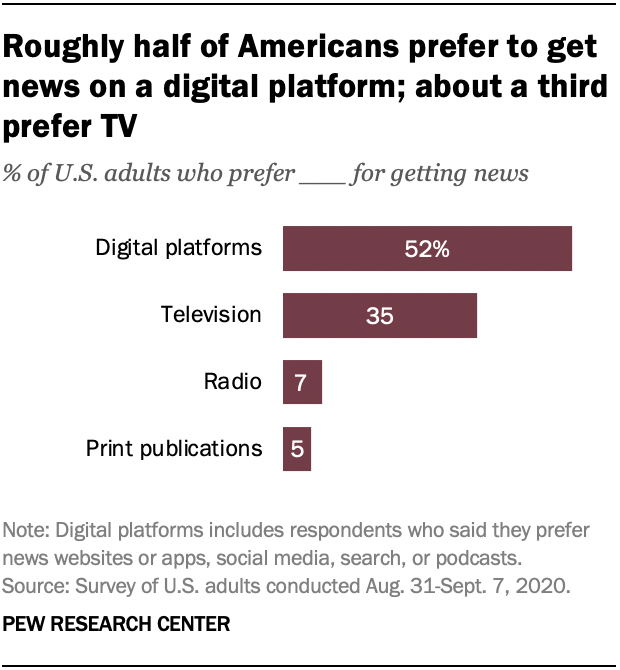 Roughly half of Americans prefer to get
news on a digital platform; about a third
prefer TV
% of U.S. adults who prefer ____ for getting news
Digital platforms 52%
Television 35
Radio 7
Print publications 5
Note: Digital platforms includes respondents who said they prefer
news websites or apps, social media, search, or podcasts.
Source: Survey of U.S. adults conducted Aug. 31-Sept. 7, 2020.
PEW RESEARCH CENTER